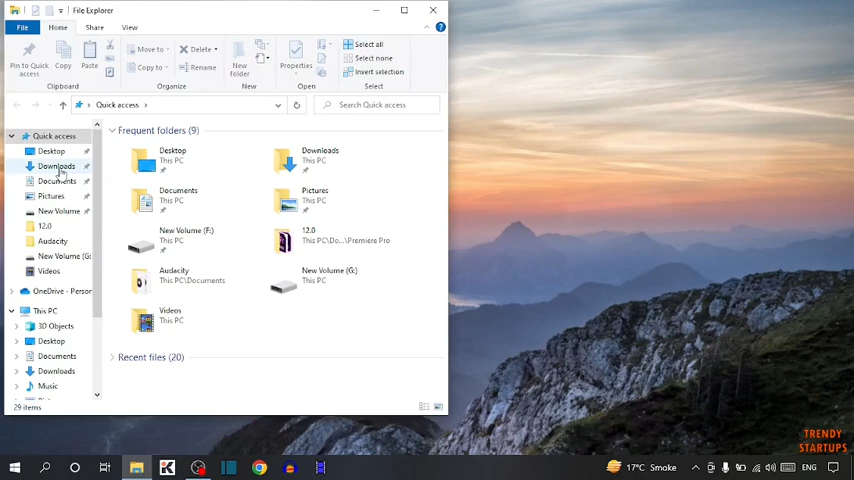 File Explorer
File
Home
Share
View
Pin to Quick access
Copy
Paste
Move to
Copy to
Delete
Rename
New folder
Properties
Open
Select all
Select none
Invert selection
Clipboard
Organize
New
Open
Select
Quick access
Search Quick access
Quick access
Desktop
Downloads
Documents
Pictures
New Volume
12.0
Audacity
New Volume (G:
Videos
OneDrive - Person
This PC
3D Objects
Desktop
Documents
Downloads
Music
Frequent folders (9)
Desktop
This PC
Downloads
This PC
Documents
This PC
Pictures
This PC
New Volume (F:)
This PC
12.0
This PC\Do...\Premiere Pro
Audacity
This PC\Documents
New Volume (G:)
This PC
Videos
This PC
Recent files (20)
29 items
TRENDY
STARTUPS
17°C Smoke
ENG